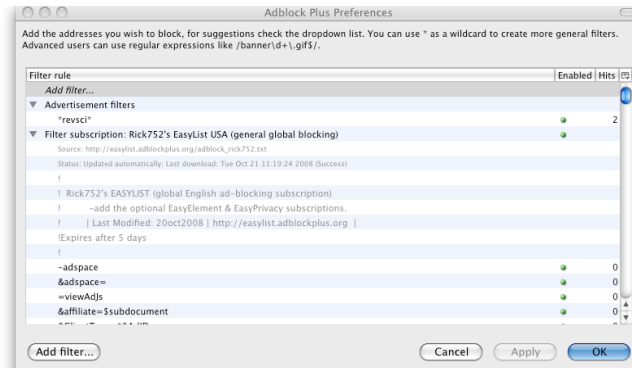 Adblock Plus Preferences
Add the addresses you wish to block, for suggestions check the dropdown list. You can use * as a wildcard to create more general filters.
Advanced users can use regular expressions like /banner\d+\.gif$/.
Filter rule Enabled Hits
Add filter...
Advertisement filters
*revsci* 2
Filter subscription: Rick752's EasyList USA (general global blocking)
Source: http://easylist.adblockplus.org/adblock_rick752.txt
Status: Updated automatically; Last download: Tue Oct 21 11:19:24 2008 (Success)
!
! Rick752's EASYLIST (global English ad-blocking subscription)
! -add the optional EasyElement & EasyPrivacy subscriptions.
! | Last Modified: 20oct2008 | http://easylist.adblockplus.org |
!Expires after 5 days
!
-adspace 0
&adspace= 0
=viewAdJs 0
&affiliate=$subdocument 0
Add filter... Cancel Apply OK